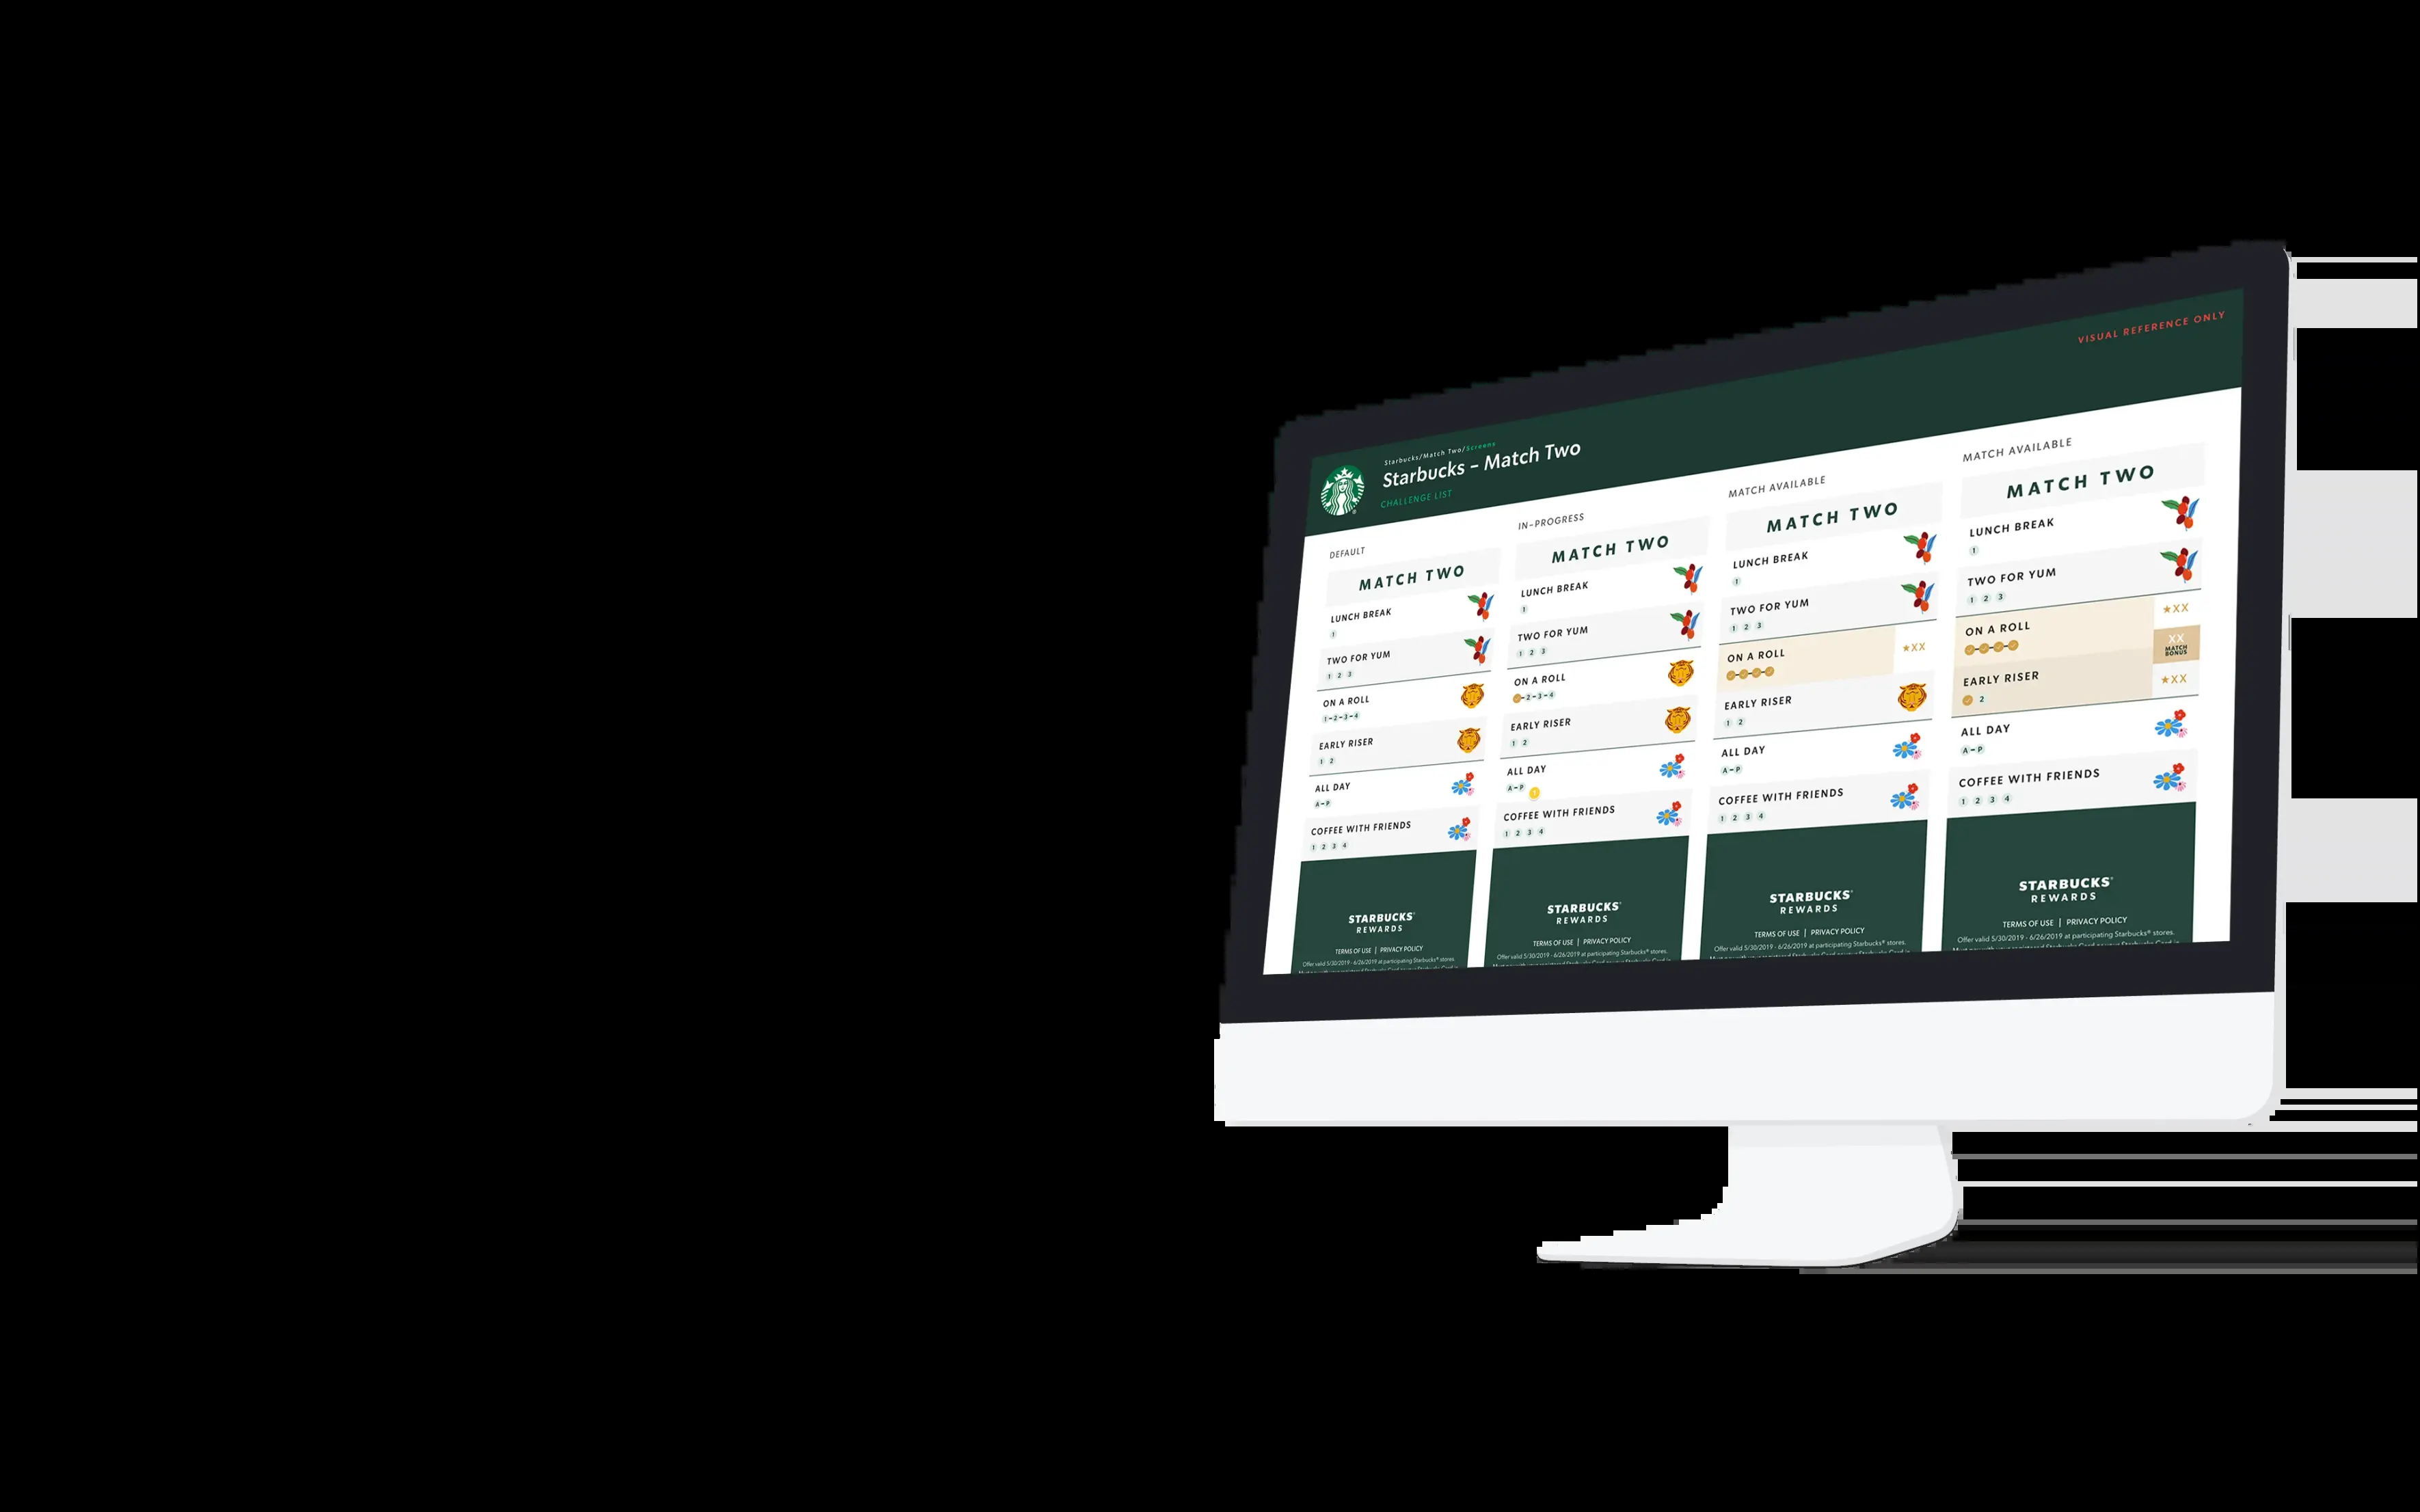 VISUAL REFERENCE ONLY
Starbucks/Match Two/Screens
Starbucks – Match Two
CHALLENGE LIST
DEFAULT
MATCH TWO
LUNCH BREAK
1
TWO FOR YUM
1 2 3
ON A ROLL
1-2-3-4
EARLY RISER
1 2
ALL DAY
A-P
COFFEE WITH FRIENDS
1 2 3 4
STARBUCKS®
REWARDS
TERMS OF USE | PRIVACY POLICY
Offer valid 5/30/2019 - 6/26/2019 at participating Starbucks® stores.
IN-PROGRESS
MATCH TWO
LUNCH BREAK
1
TWO FOR YUM
1 2 3
ON A ROLL
-2-3-4
EARLY RISER
1 2
ALL DAY
A-P
COFFEE WITH FRIENDS
1 2 3 4
STARBUCKS®
REWARDS
TERMS OF USE | PRIVACY POLICY
Offer valid 5/30/2019 - 6/26/2019 at participating Starbucks® stores.
MATCH AVAILABLE
MATCH TWO
LUNCH BREAK
1
TWO FOR YUM
1 2 3
ON A ROLL
★XX
EARLY RISER
1 2
ALL DAY
A-P
COFFEE WITH FRIENDS
1 2 3 4
STARBUCKS®
REWARDS
TERMS OF USE | PRIVACY POLICY
Offer valid 5/30/2019 - 6/26/2019 at participating Starbucks® stores.
MATCH AVAILABLE
MATCH TWO
LUNCH BREAK
1
TWO FOR YUM
1 2 3
★XX
ON A ROLL
XX
MATCH
BONUS
EARLY RISER
★XX
2
ALL DAY
A-P
COFFEE WITH FRIENDS
1 2 3 4
STARBUCKS®
REWARDS
TERMS OF USE | PRIVACY POLICY
Offer valid 5/30/2019 - 6/26/2019 at participating Starbucks® stores.